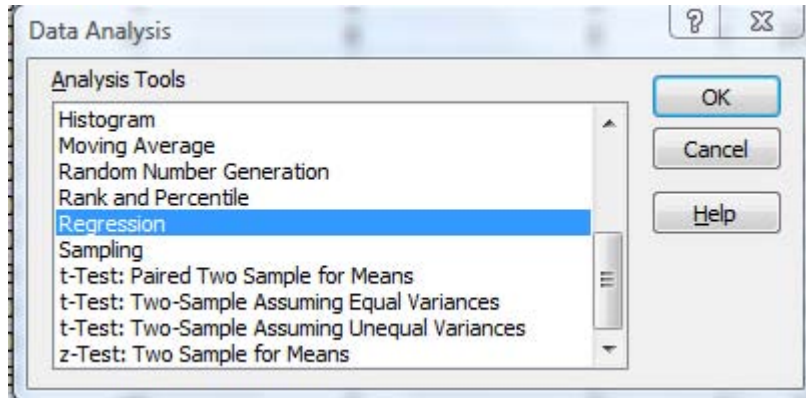 Data Analysis
?
Analysis Tools
Histogram
Moving Average
Random Number Generation
Rank and Percentile
Regression
Sampling
t-Test: Paired Two Sample for Means
t-Test: Two-Sample Assuming Equal Variances
t-Test: Two-Sample Assuming Unequal Variances
z-Test: Two Sample for Means
OK
Cancel
Help